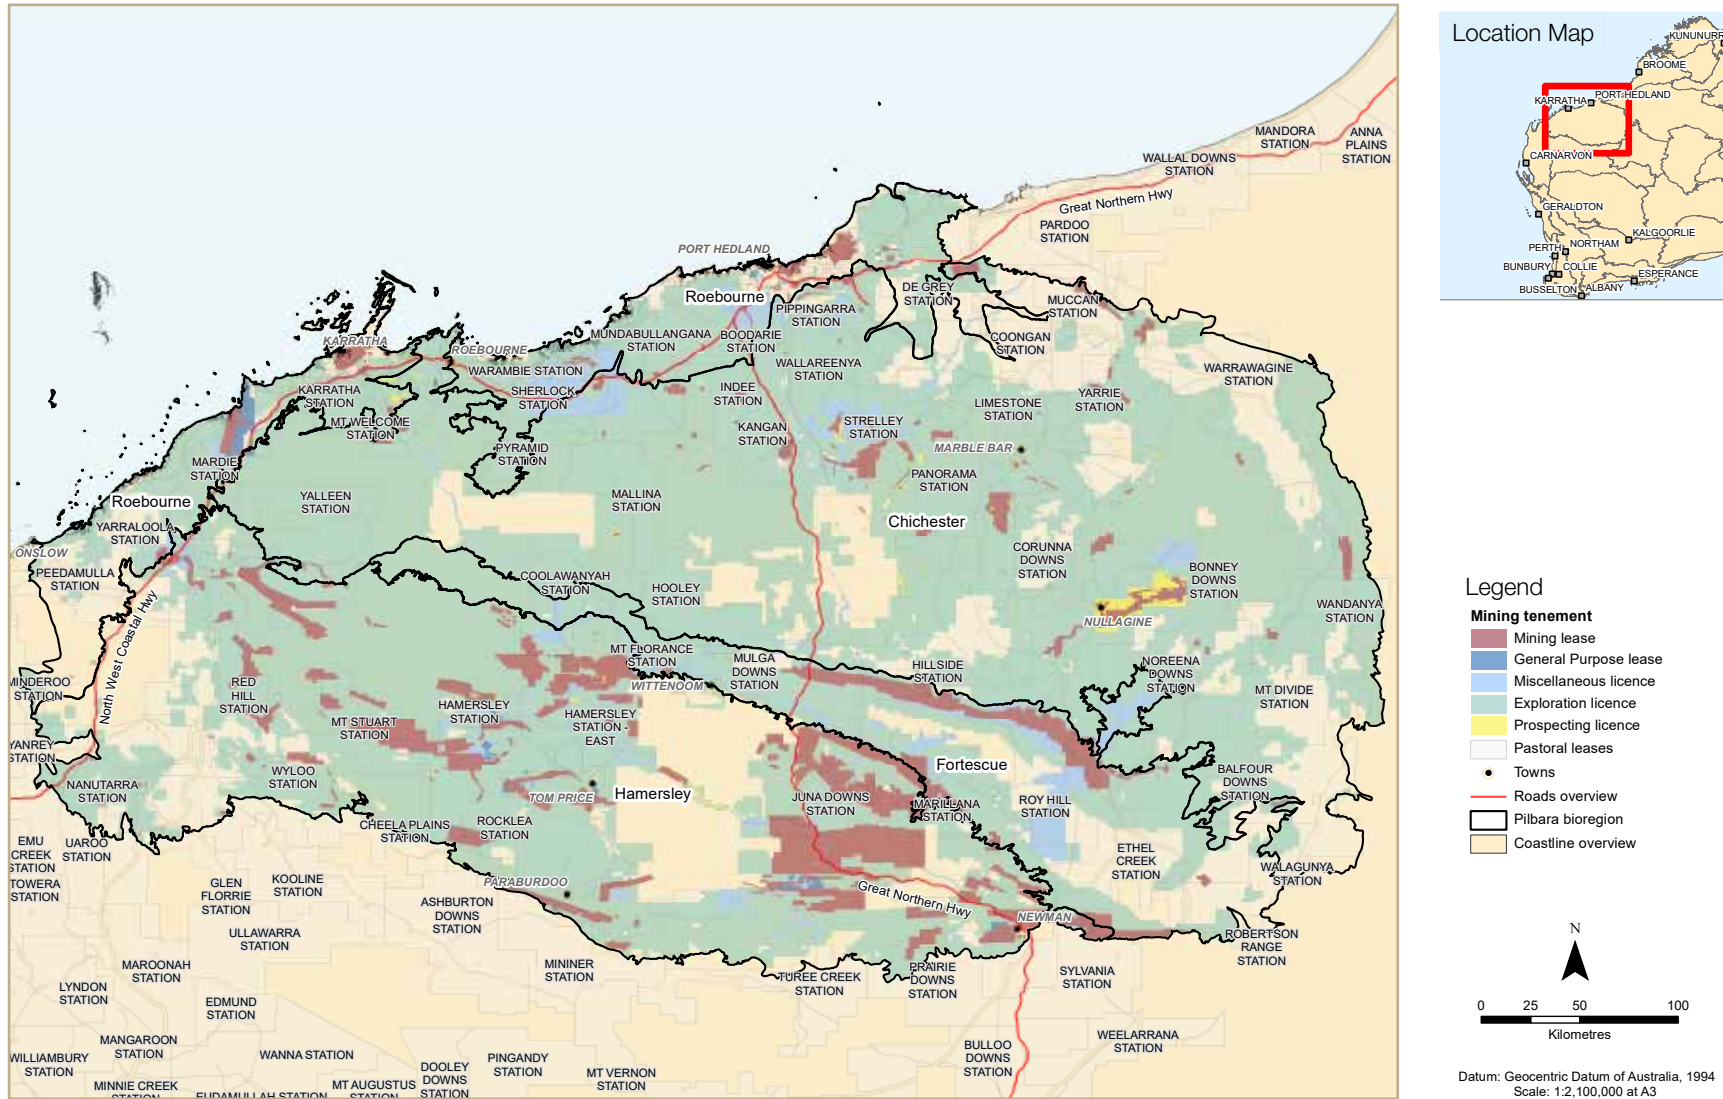 Location Map
KUNUNURR
BROOME
KARRATHA
PORT HEDLAND
CARNARVON
GERALDTON
KALGOORLIE
PERTH
NORTHAM
BUNBURY
COLLIE
ESPERANCE
BUSSELTON
ALBANY
MANDORA
STATION
ANNA
PLAINS
STATION
WALLAL DOWNS
STATION
Great Northern Hwy
PARDOO
STATION
PORT HEDLAND
Roebourne
DE GREY
STATION
MUCCAN
STATION
PIPPINGARRA
STATION
MUNDABULLANGANA
STATION
BOODARIE
STATION
COONGAN
STATION
KARRATHA
ROEBOURNE
WARAMBIE STATION
WALLAREENYA
STATION
WARRAWAGINE
STATION
KARRATHA
STATION
SHERLOCK
STATION
INDEE
STATION
YARRIE
STATION
LIMESTONE
STATION
MT WELCOME
STATION
KANGAN
STATION
STRELLEY
STATION
MARBLE BAR
PYRAMID
STATION
MARDIE
STATION
PANORAMA
STATION
Roebourne
YALLEEN
STATION
MALLINA
STATION
Chichester
YARRALOOLA
STATION
ONSLOW
PEEDAMULLA
STATION
COOLAWANYAH
STATION
HOOLEY
STATION
CORUNNA
DOWNS
STATION
BONNEY
DOWNS
STATION
NULLAGINE
WANDANYA
STATION
North West Coastal Hwy
MT FLORANCE
STATION
MULGA
DOWNS
STATION
HILLSIDE
STATION
NOREENA
DOWNS
STATION
MINDEROO
STATION
RED
HILL
STATION
WITTENOOM
MT DIVIDE
STATION
HAMERSLEY
STATION
HAMERSLEY
STATION -
EAST
MT STUART
STATION
YANREY
STATION
WYLOO
STATION
Fortescue
NANUTARRA
STATION
BALFOUR
DOWNS
STATION
TOM PRICE
Hamersley
JUNA DOWNS
STATION
MARILLANA
STATION
ROY HILL
STATION
CHEELA PLAINS
STATION
ROCKLEA
STATION
EMU
CREEK
STATION
UAROO
STATION
ETHEL
CREEK
STATION
WALAGUNYA
STATION
TOWERA
STATION
GLEN
FLORRIE
STATION
KOOLINE
STATION
PARABURDOO
Great Northern Hwy
ASHBURTON
DOWNS
STATION
NEWMAN
ULLAWARRA
STATION
ROBERTSON
RANGE
STATION
MAROONAH
STATION
MININER
STATION
TUREE CREEK
STATION
PRAIRIE
DOWNS
STATION
SYLVANIA
STATION
LYNDON
STATION
EDMUND
STATION
MANGAROON
STATION
WEELARRANA
STATION
WILLIAMBURY
STATION
WANNA STATION
PINGANDY
STATION
BULLOO
DOWNS
STATION
DOOLEY
DOWNS
STATION
MT VERNON
STATION
MINNIE CREEK
STATION
MT AUGUSTUS
STATION
EUDAMULLAH STATION
Legend
Mining tenement
Mining lease
General Purpose lease
Miscellaneous licence
Exploration licence
Prospecting licence
Pastoral leases
Towns
Roads overview
Pilbara bioregion
Coastline overview
N
0 25 50 100
Kilometres
Datum: Geocentric Datum of Australia, 1994
Scale: 1:2,100,000 at A3